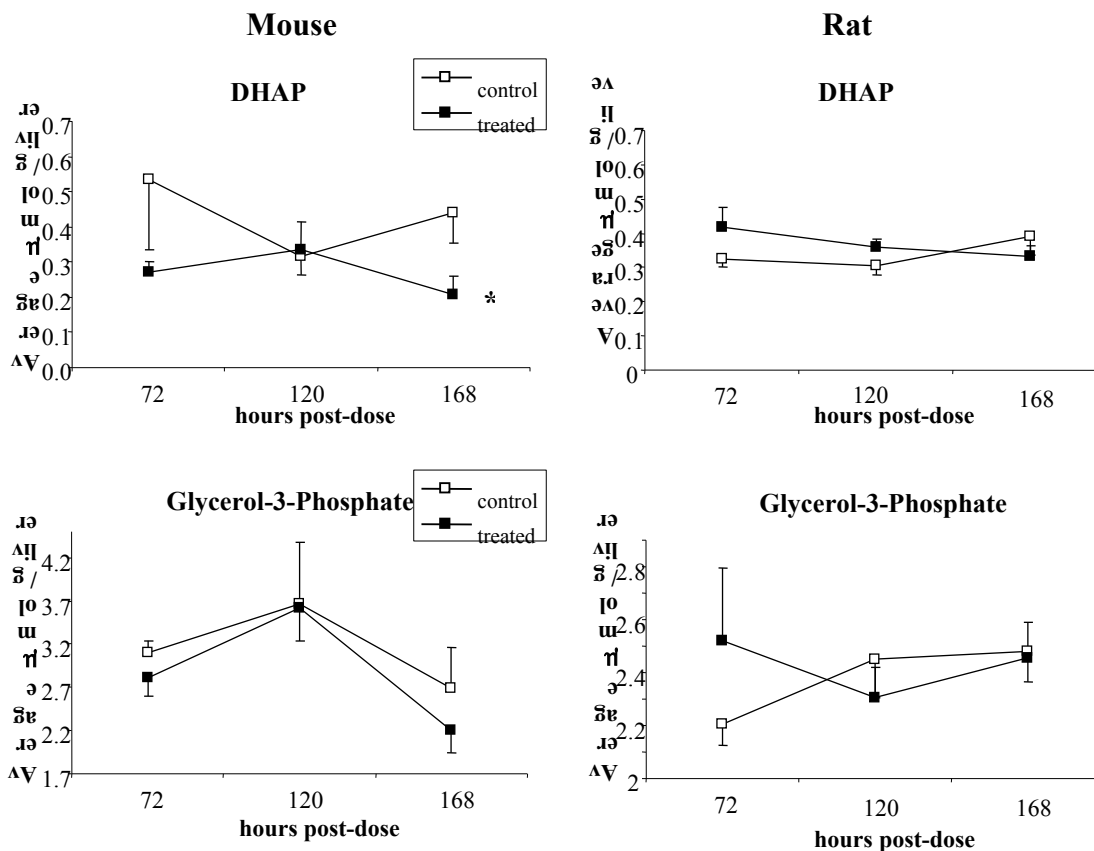 Mouse
Rat
DHAP
control
treated
Average µmol/g liver
0.7
0.6
0.5
0.4
0.3
0.2
0.1
0.0
*
72
120
168
hours post-dose
DHAP
Average µmol/g live
0.7
0.6
0.5
0.4
0.3
0.2
0.1
0
72
120
168
hours post-dose
Glycerol-3-Phosphate
control
treated
Average µmol/g liver
4.2
3.7
3.2
2.7
2.2
1.7
72
120
168
hours post-dose
Glycerol-3-Phosphate
Average µmol/g liver
2.8
2.6
2.4
2.2
2
72
120
168
hours post-dose